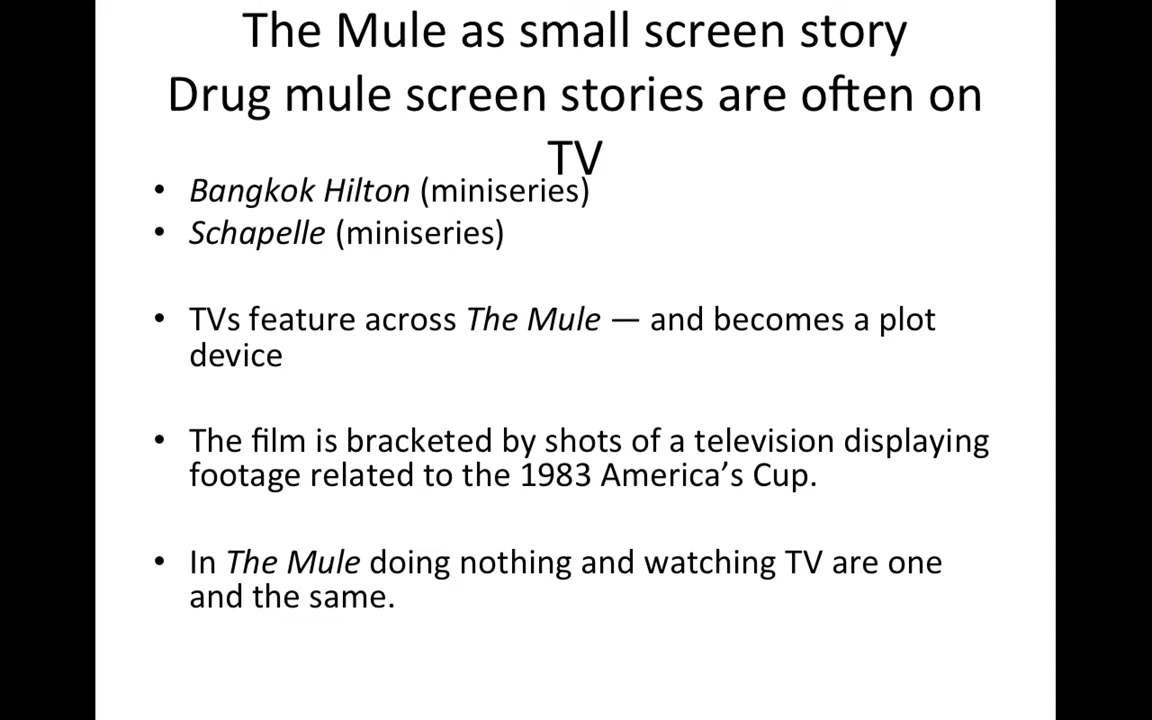 The Mule as small screen story
Drug mule screen stories are often on
TV
• Bangkok Hilton (miniseries)
• Schapelle (miniseries)
• TVs feature across The Mule — and becomes a plot
device
• The film is bracketed by shots of a television displaying
footage related to the 1983 America’s Cup.
• In The Mule doing nothing and watching TV are one
and the same.